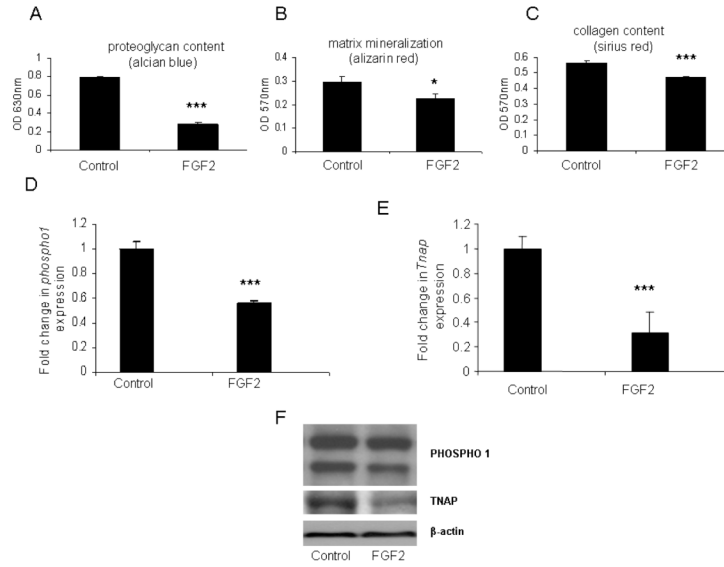 A
proteoglycan content
(alcian blue)
OD 630nm
1
0.8
0.6
0.4
0.2
0
***
Control
FGF2
B
matrix mineralization
(alizarin red)
OD 570nm
0.4
0.3
0.2
0.1
0
*
Control
FGF2
C
collagen content
(sirius red)
OD 570nm
0.6
0.5
0.4
0.3
0.2
0.1
0
***
Control
FGF2
D
Fold change in phospho1
expression
1.2
1
0.8
0.6
0.4
0.2
0
***
Control
FGF2
E
Fold change in Tnap
expression
1.2
1
0.8
0.6
0.4
0.2
0
***
Control
FGF2
F
PHOSPHO 1
TNAP
β-actin
Control
FGF2